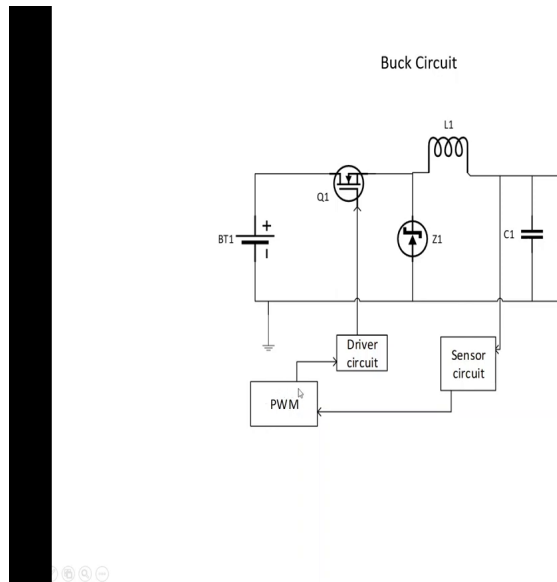 Buck Circuit
L1
Q1
BT1
+
Z1
C1
Driver
circuit
Sensor
circuit
PWM